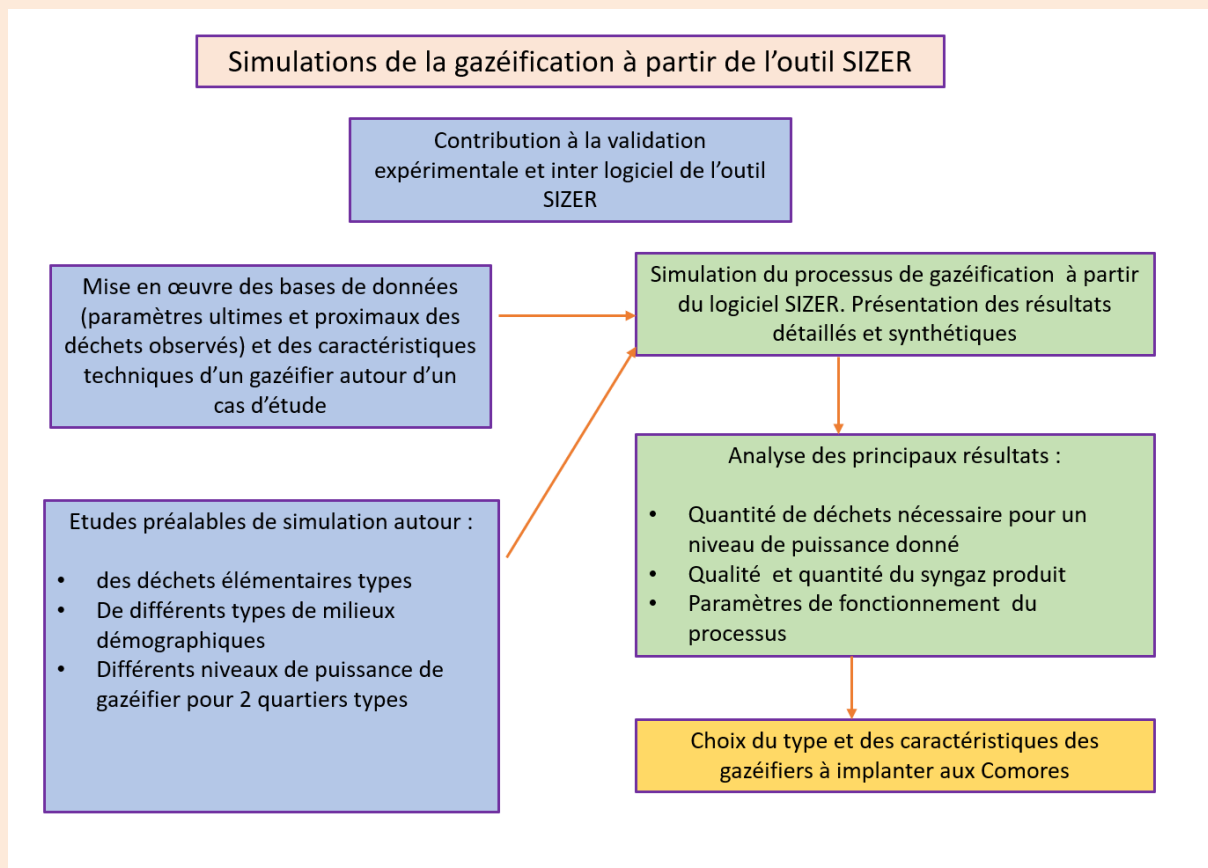 Simulations de la gazéification à partir de l’outil SIZER
Contribution à la validation
expérimentale et inter logiciel de l’outil
SIZER
Mise en œuvre des bases de données
(paramètres ultimes et proximaux des
déchets observés) et des caractéristiques
techniques d’un gazéifier autour d’un
cas d’étude
Etudes préalables de simulation autour :
• des déchets élémentaires types
• De différents types de milieux
démographiques
• Différents niveaux de puissance de
gazéifier pour 2 quartiers types
Simulation du processus de gazéification à partir
du logiciel SIZER. Présentation des résultats
détaillés et synthétiques
Analyse des principaux résultats :
• Quantité de déchets nécessaire pour un
niveau de puissance donné
• Qualité et quantité du syngaz produit
• Paramètres de fonctionnement du
processus
Choix du type et des caractéristiques des
gazéifiers à implanter aux Comores